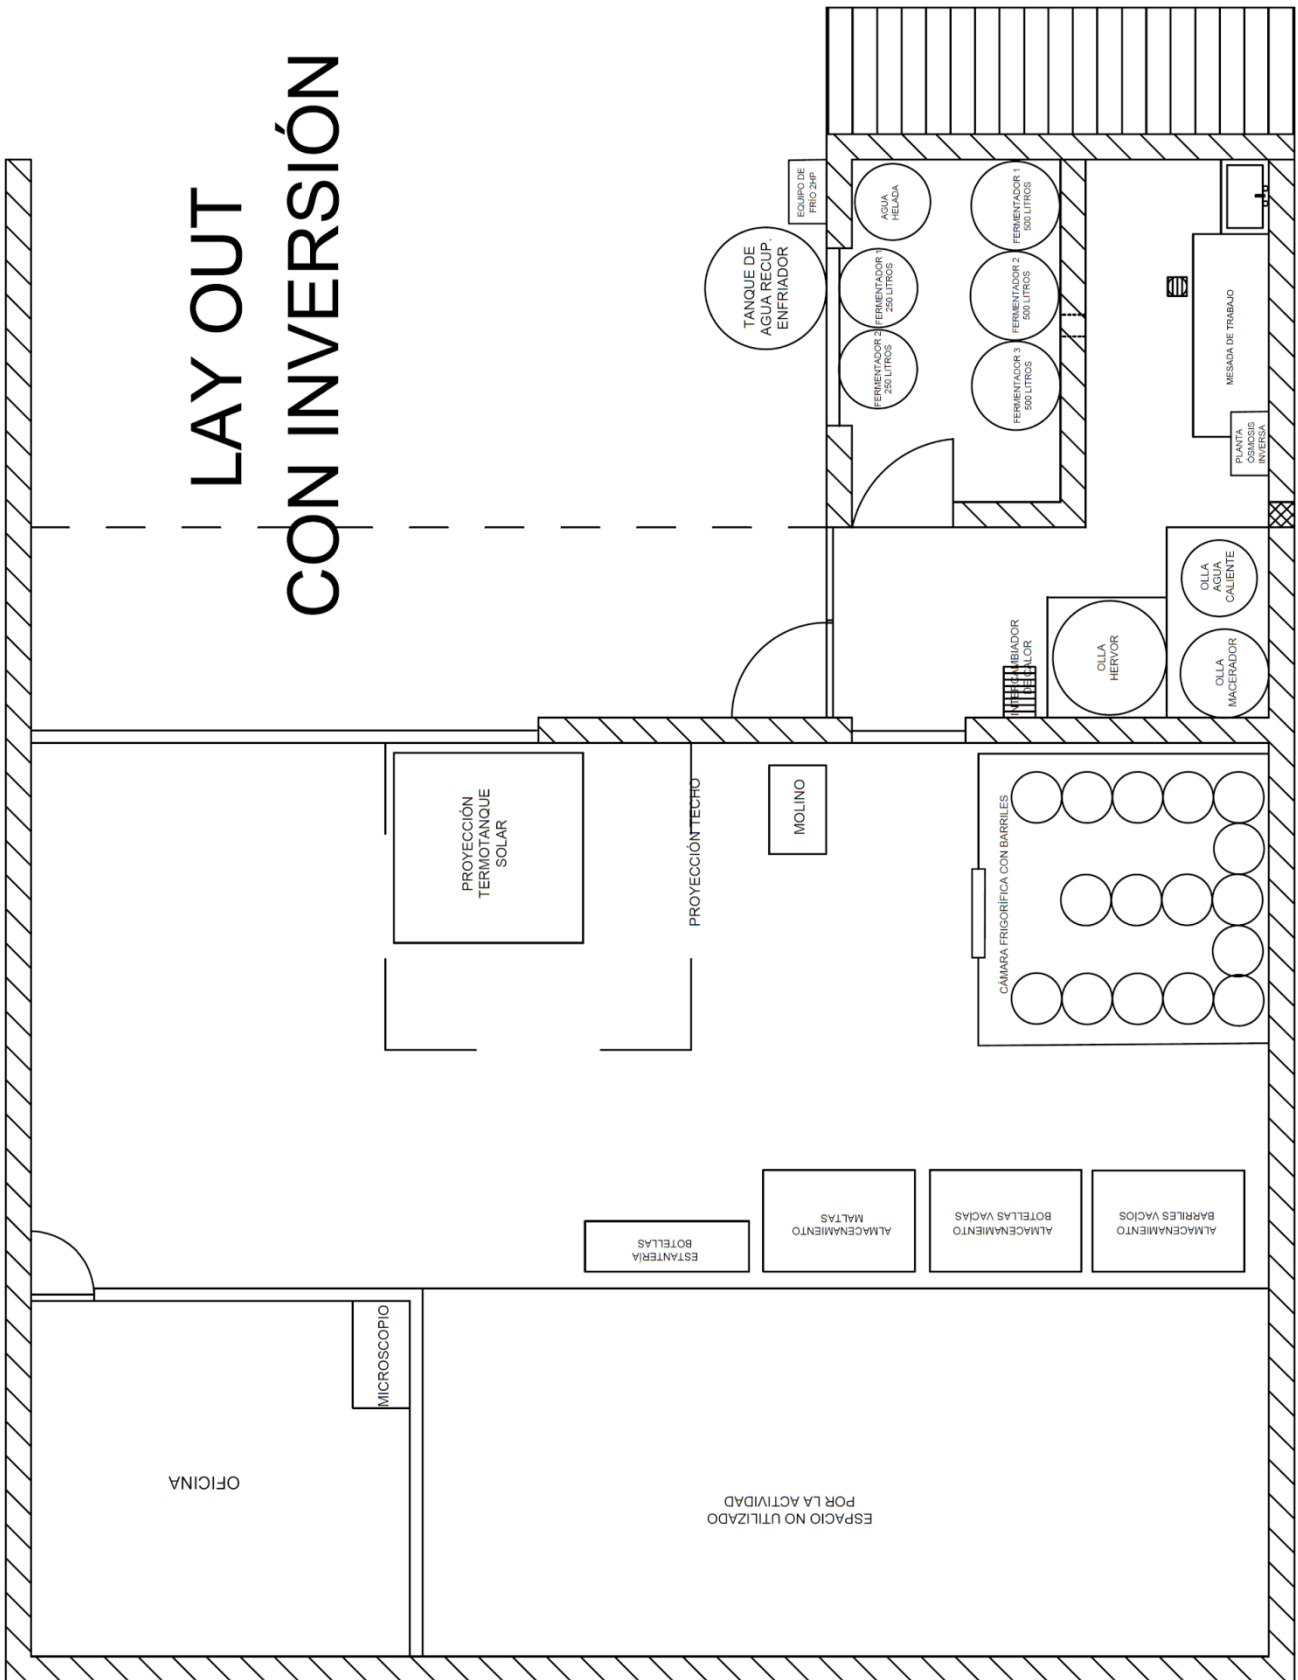 LAY OUT
CON INVERSIÓN
EQUIPO DE
FRÍO 2HP
TANQUE DE
AGUA RECUP.
ENFRIADOR
AGUA
HELADA
FERMENTADOR 1
250 LITROS
FERMENTADOR 2
250 LITROS
FERMENTADOR 1
500 LITROS
FERMENTADOR 2
500 LITROS
FERMENTADOR 3
500 LITROS
MESADA DE TRABAJO
PLANTA
ÓSMOSIS
INVERSA
OLLA
AGUA
CALIENTE
OLLA
MACERADOR
OLLA
HERVOR
INTERCAMBIADOR
DE CALOR
PROYECCIÓN
TERMOTANQUE
SOLAR
PROYECCIÓN TECHO
MOLINO
CÁMARA FRIGORÍFICA CON BARRILES
ESTANTERÍA
BOTELLAS
ALMACENAMIENTO
MALTAS
ALMACENAMIENTO
BOTELLAS VACÍAS
ALMACENAMIENTO
BARRILES VACÍOS
MICROSCOPIO
OFICINA
ESPACIO NO UTILIZADO
POR LA ACTIVIDAD